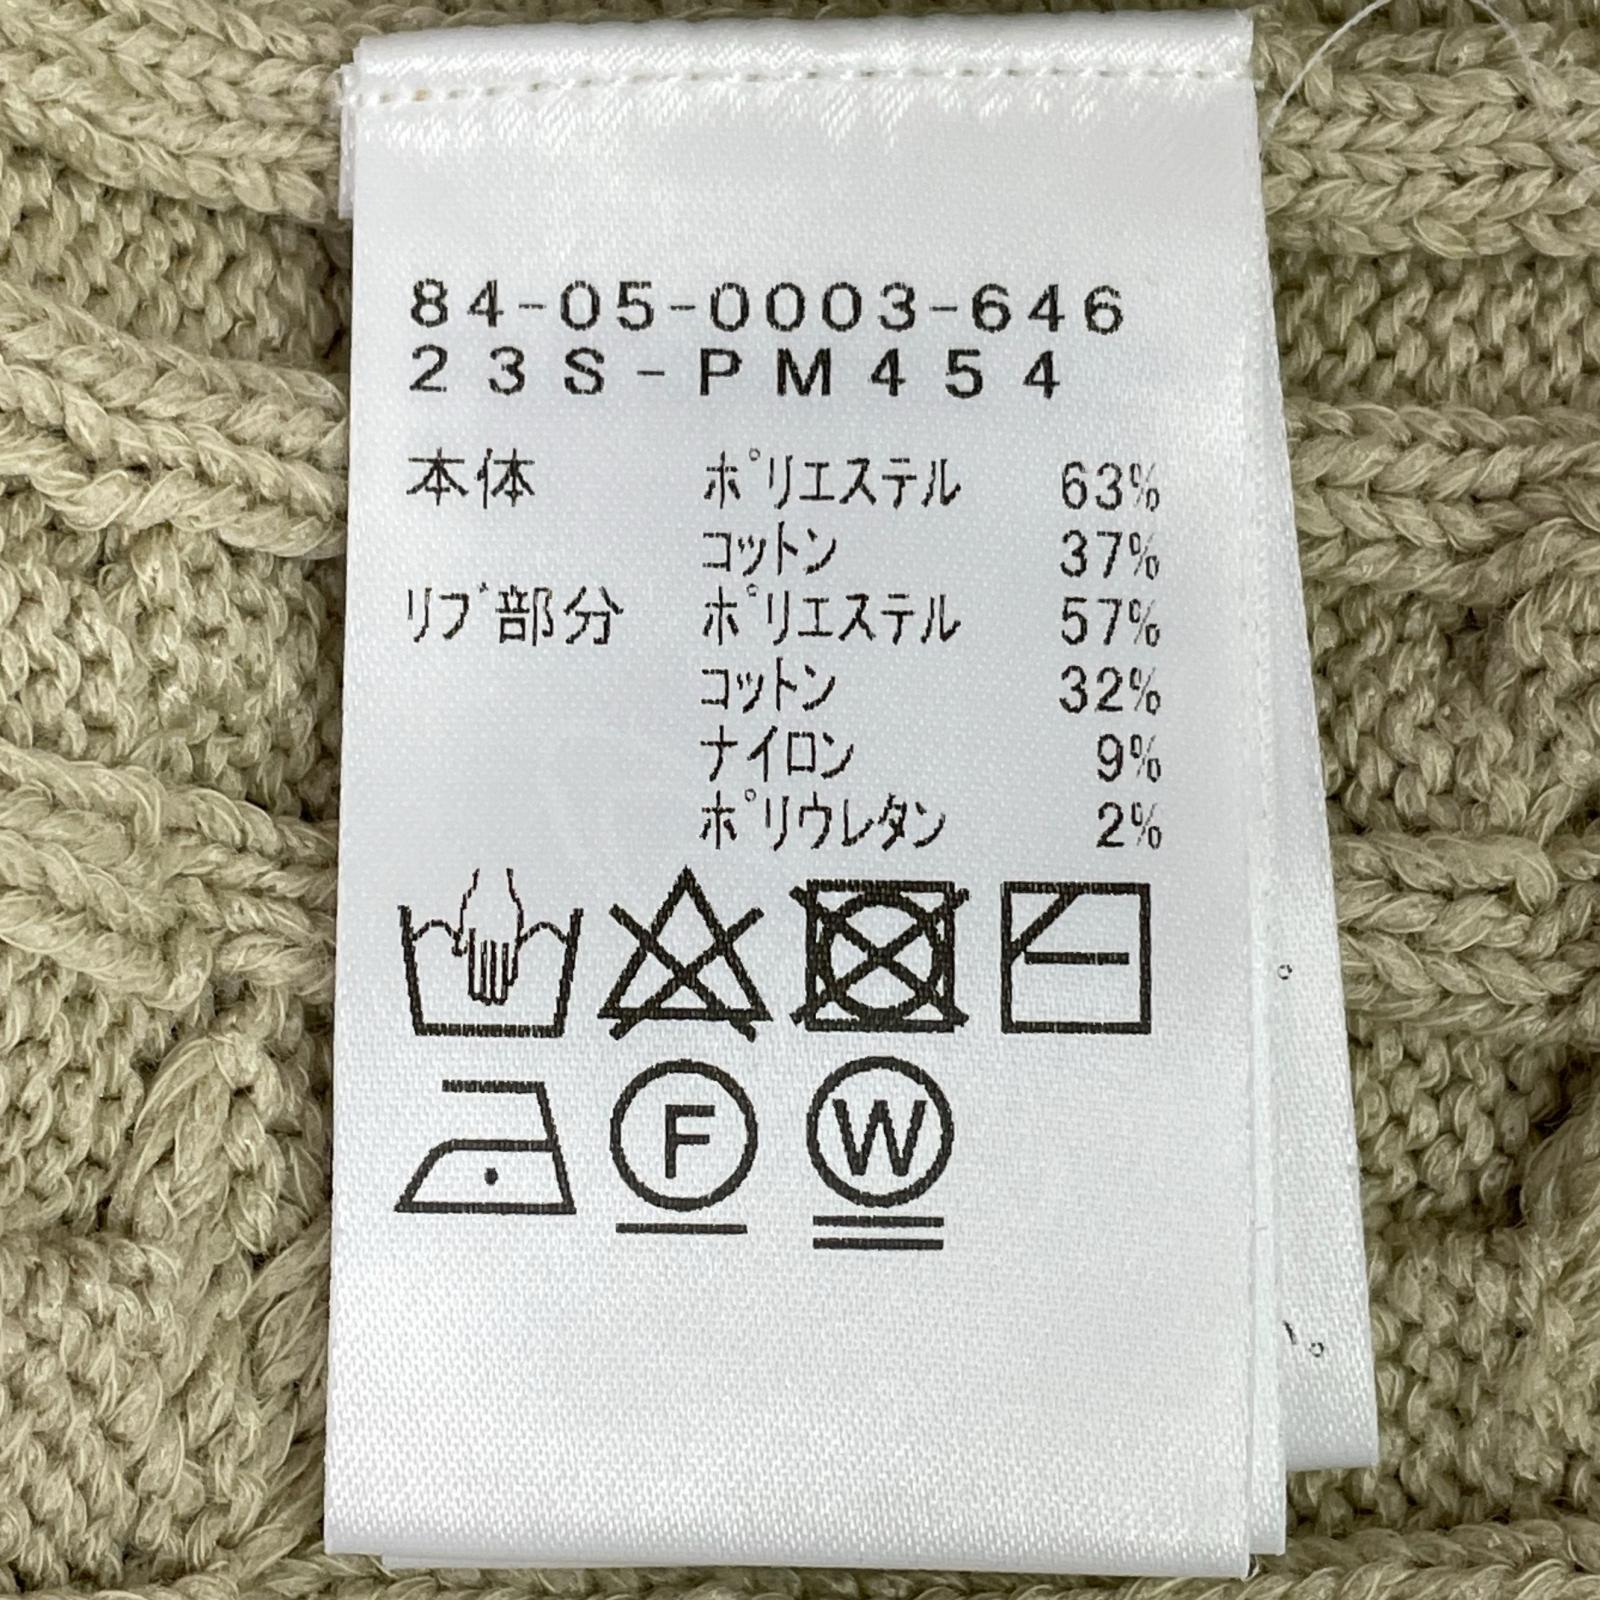 84-05-0003-646
23S-PM454
本体 ポリエステル 63%
コットン 37%
リブ部分 ポリエステル 57%
コットン 32%
ナイロン 9%
ポリウレタン 2%
F W